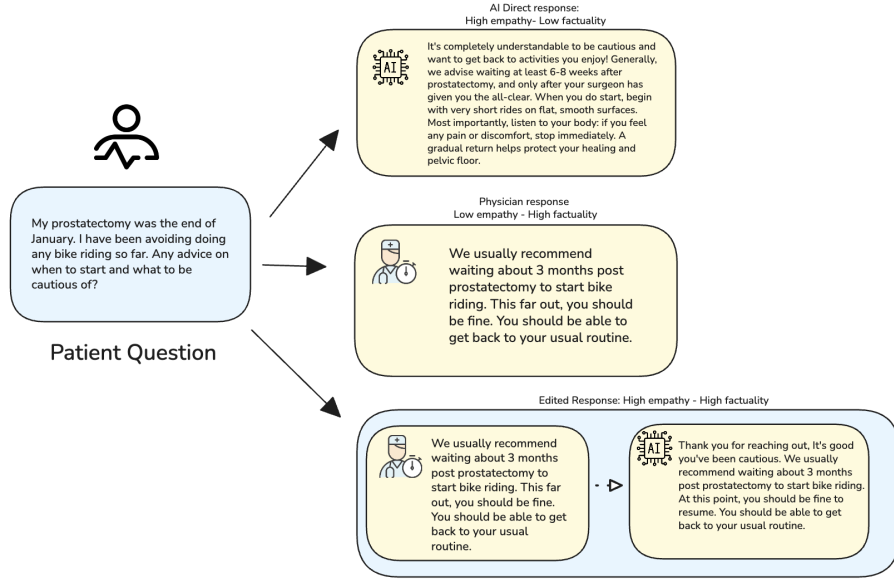 AI Direct response:
High empathy- Low factuality
AI
It's completely understandable to be cautious and
want to get back to activities you enjoy! Generally,
we advise waiting at least 6-8 weeks after
prostatectomy, and only after your surgeon has
given you the all-clear. When you do start, begin
with very short rides on flat, smooth surfaces.
Most importantly, listen to your body: if you feel
any pain or discomfort, stop immediately. A
gradual return helps protect your healing and
pelvic floor.
My prostatectomy was the end of
January. I have been avoiding doing
any bike riding so far. Any advice on
when to start and what to be
cautious of?
Patient Question
Physician response
Low empathy - High factuality
We usually recommend
waiting about 3 months post
prostatectomy to start bike
riding. This far out, you should
be fine. You should be able to
get back to your usual routine.
Edited Response: High empathy - High factuality
We usually recommend
waiting about 3 months
post prostatectomy to
start bike riding. This far
out, you should be fine.
You should be able to get
back to your usual
routine.
AI
Thank you for reaching out, It's good
you've been cautious. We usually
recommend waiting about 3 months
post prostatectomy to start bike riding.
At this point, you should be fine to
resume. You should be able to get
back to your usual routine.